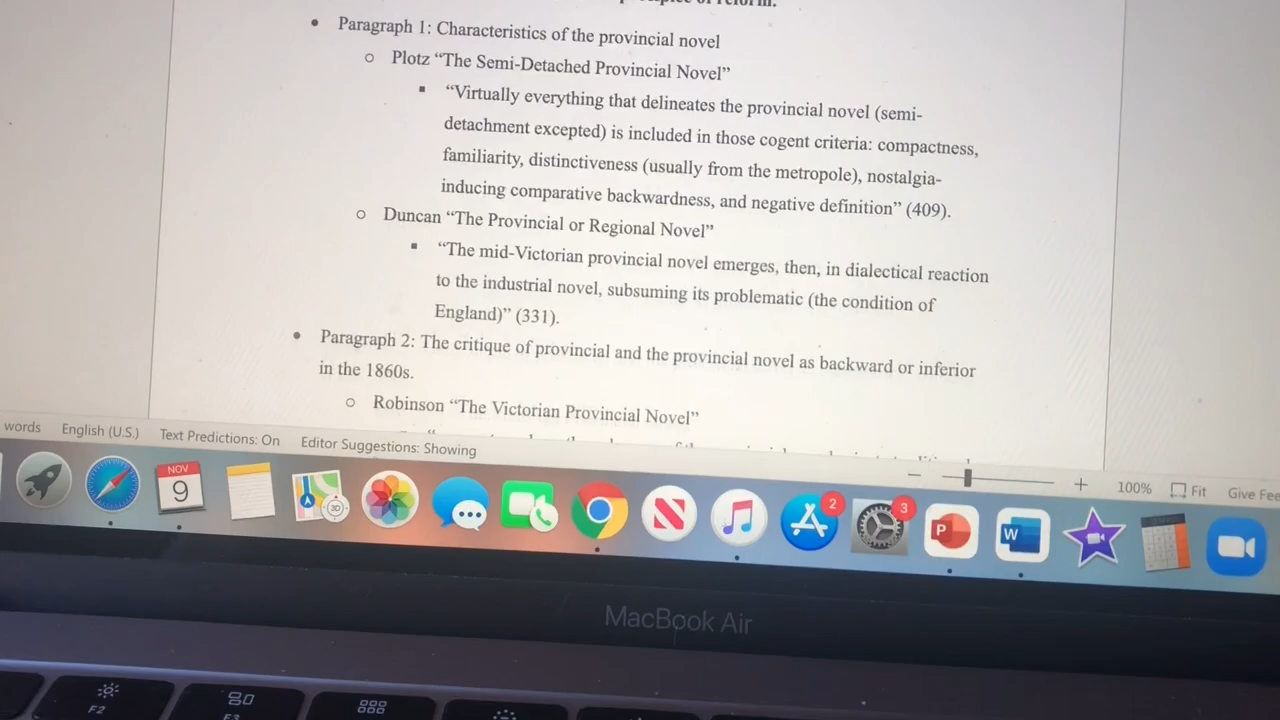 of reform.
• Paragraph 1: Characteristics of the provincial novel
o Plotz “The Semi-Detached Provincial Novel”
▪ “Virtually everything that delineates the provincial novel (semi-
detachment excepted) is included in those cogent criteria: compactness,
familiarity, distinctiveness (usually from the metropole), nostalgia-
inducing comparative backwardness, and negative definition” (409).
o Duncan “The Provincial or Regional Novel”
▪ “The mid-Victorian provincial novel emerges, then, in dialectical reaction
to the industrial novel, subsuming its problematic (the condition of
England)” (331).
• Paragraph 2: The critique of provincial and the provincial novel as backward or inferior
in the 1860s.
o Robinson “The Victorian Provincial Novel”
words English (U.S.) Text Predictions: On Editor Suggestions: Showing
100% Fit Give Fee
NOV
9
3D
2
3
P
W
MacBook Air
F2
F3